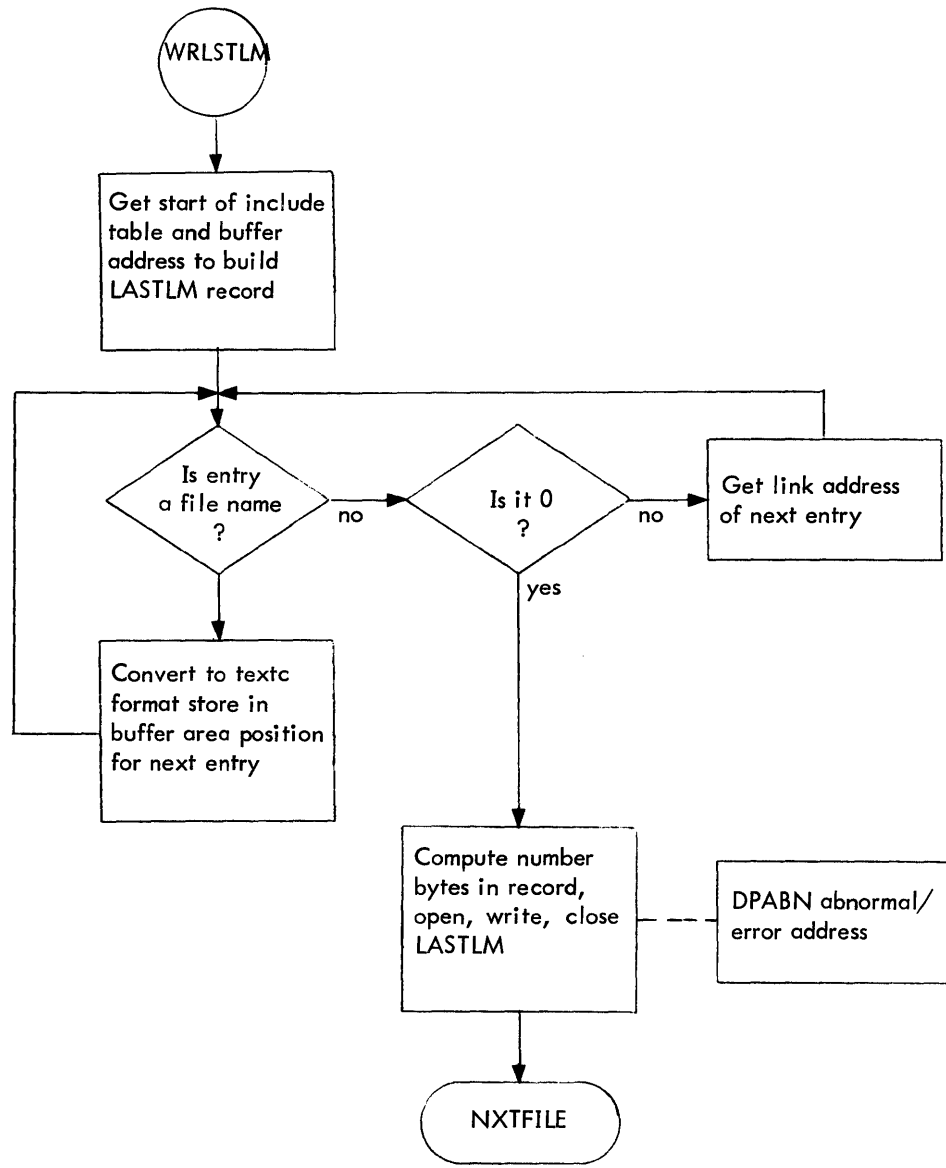 WRLSTLM
Get start of include
table and buffer
address to build
LASTLM record
Is entry
a file name
?
no
Is it 0
?
no
Get link address
of next entry
yes
Convert to textc
format store in
buffer area position
for next entry
Compute number
bytes in record,
open, write, close
LASTLM
DPABN abnormal/
error address
NXTFILE